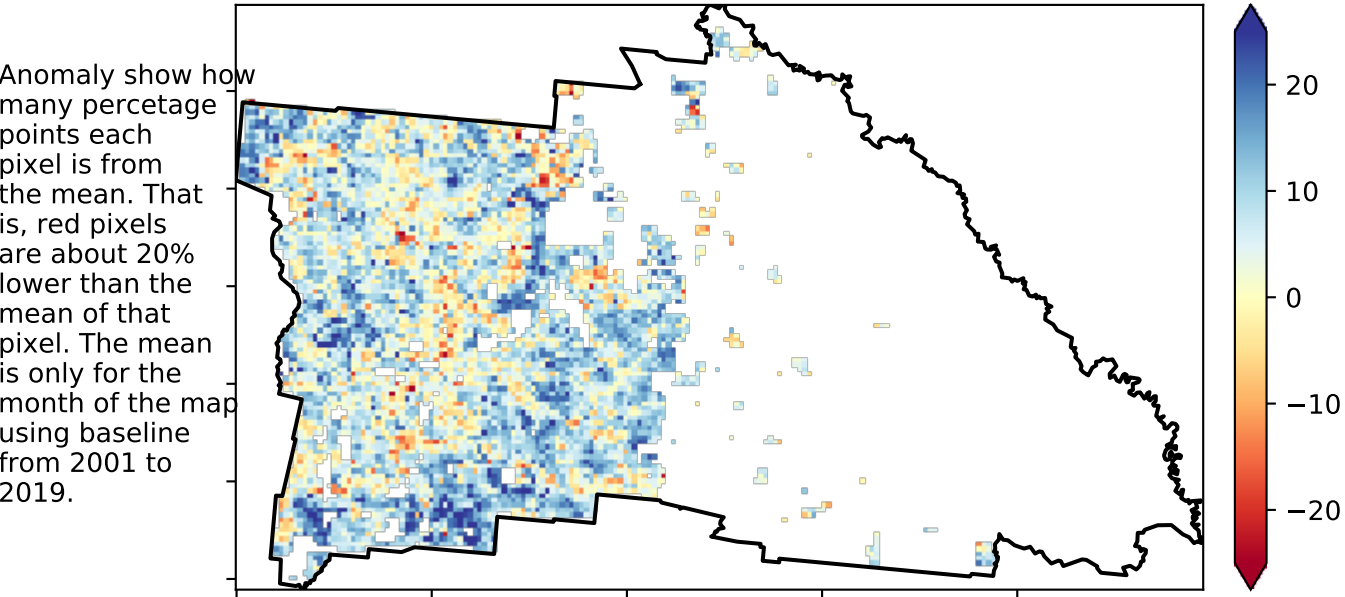 Anomaly show how
many percetage
points each
pixel is from
the mean. That
is, red pixels
are about 20%
lower than the
mean of that
pixel. The mean
is only for the
month of the map
using baseline
from 2001 to
2019.
20
10
0
−10
−20